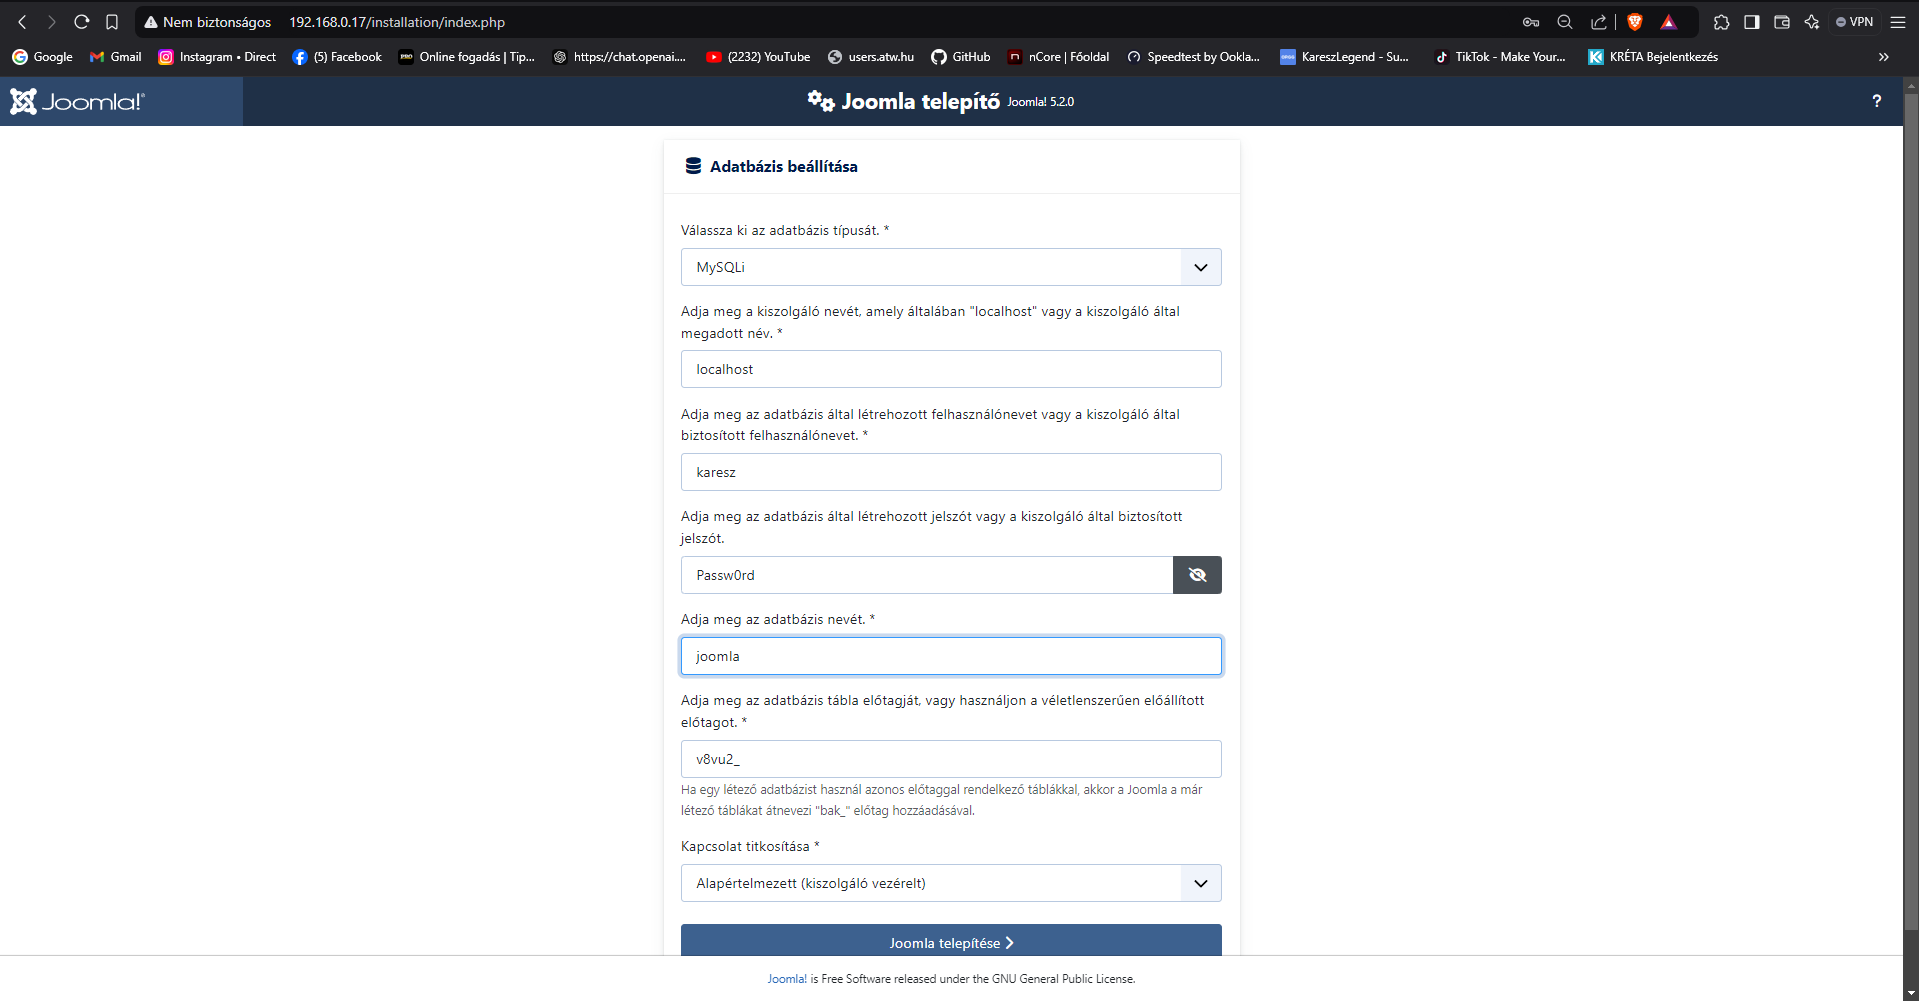 Nem biztonságos 192.168.0.17/installation/index.php VPN
Google Gmail Instagram • Direct (5) Facebook Online fogadás | Tip... https://chat.openai.... (2232) YouTube users.atw.hu GitHub nCore | Főoldal Speedtest by Ookla... KareszLegend - Su... TikTok - Make Your... KRÉTA Bejelentkezés »
Joomla!® Joomla telepítő Joomla! 5.2.0 ?
Adatbázis beállítása
Válassza ki az adatbázis típusát. *
MySQLi
Adja meg a kiszolgáló nevét, amely általában "localhost" vagy a kiszolgáló által
megadott név. *
localhost
Adja meg az adatbázis által létrehozott felhasználónevet vagy a kiszolgáló által
biztosított felhasználónevet. *
karesz
Adja meg az adatbázis által létrehozott jelszót vagy a kiszolgáló által biztosított
jelszót.
Passw0rd
Adja meg az adatbázis nevét. *
joomla
Adja meg az adatbázis tábla előtagját, vagy használjon a véletlenszerűen előállított
előtagot. *
v8vu2_
Ha egy létező adatbázist használ azonos előtaggal rendelkező táblákkal, akkor a Joomla a már
létező táblákat átnevezi "bak_" előtag hozzáadásával.
Kapcsolat titkosítása *
Alapértelmezett (kiszolgáló vezérelt)
Joomla telepítése
Joomla! is Free Software released under the GNU General Public License.